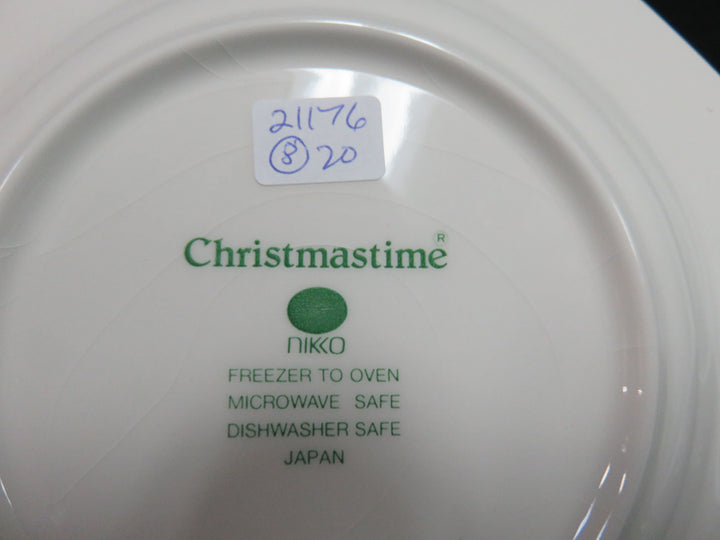 21176
8 20
Christmastime®
nikko
FREEZER TO OVEN
MICROWAVE SAFE
DISHWASHER SAFE
JAPAN